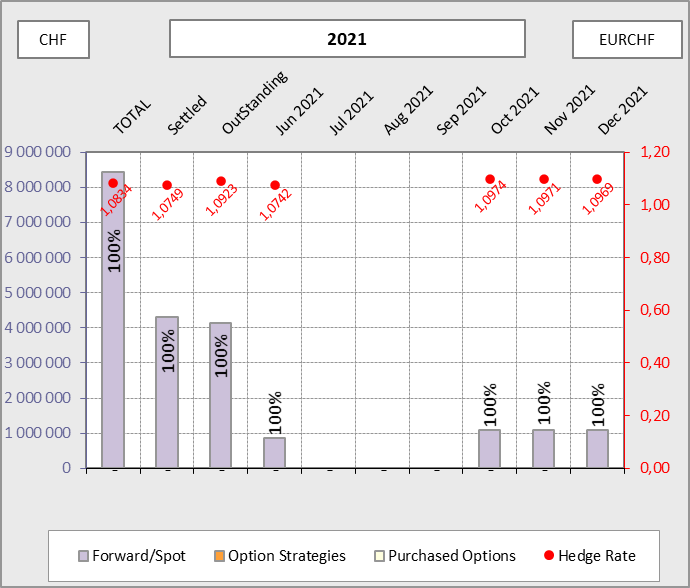 CHF
2021
EURCHF
TOTAL
Settled
OutStanding
Jun 2021
Jul 2021
Aug 2021
Sep 2021
Oct 2021
Nov 2021
Dec 2021
9 000 000
8 000 000
7 000 000
6 000 000
5 000 000
4 000 000
3 000 000
2 000 000
1 000 000
0
1,20
1,00
0,80
0,60
0,40
0,20
0,00
1,0834
1,0749
1,0923
1,0742
1,0974
1,0971
1,0969
100%
100%
100%
100%
100%
100%
100%
- - - - - - - - - -
Forward/Spot Option Strategies Purchased Options Hedge Rate